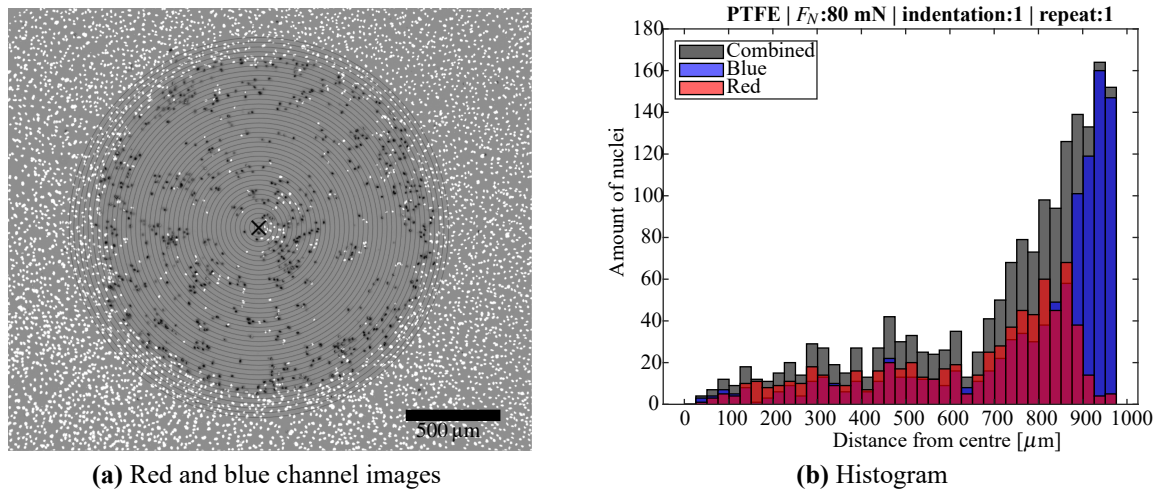 500 µm
(a) Red and blue channel images
PTFE | F_N:80 mN | indentation:1 | repeat:1
Combined
Blue
Red
Amount of nuclei
180
160
140
120
100
80
60
40
20
0
0 100 200 300 400 500 600 700 800 900 1000
Distance from centre [µm]
(b) Histogram